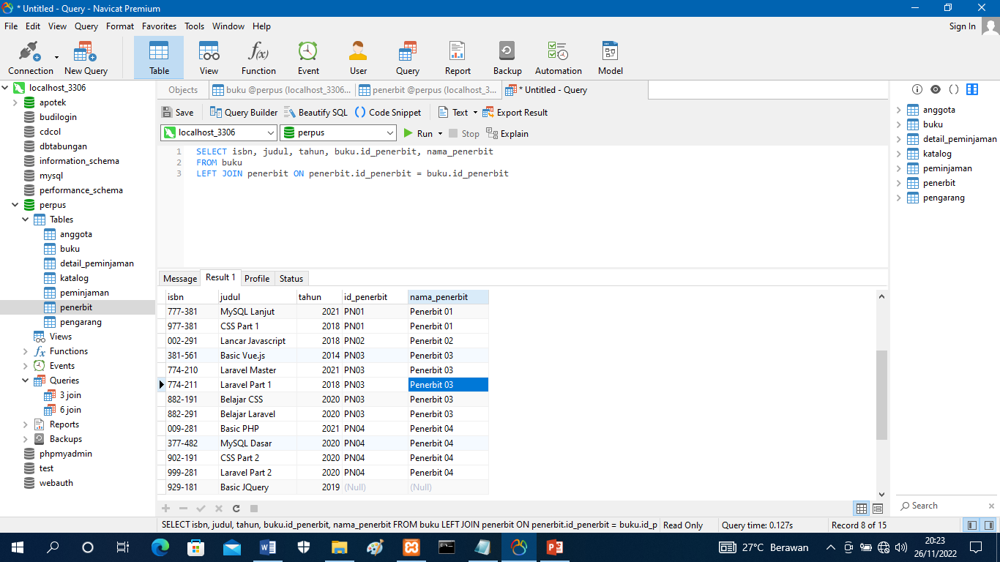 * Untitled - Query - Navicat Premium
File Edit View Query Format Favorites Tools Window Help Sign In
Connection New Query Table View Function Event User Query Report Backup Automation Model
f(x)
localhost_3306
apotek
budilogin
cdcol
dbtabungan
information_schema
mysql
performance_schema
perpus
Tables
anggota
buku
detail_peminjaman
katalog
peminjaman
penerbit
pengarang
Views
fx Functions
Events
Queries
3 join
6 join
Reports
Backups
phpmyadmin
test
webauth
Objects buku @perpus (localhost_3306... penerbit @perpus (localhost_3... * Untitled - Query
Save Query Builder Beautify SQL () Code Snippet Text Export Result
localhost_3306 perpus Run Stop Explain
1 SELECT isbn, judul, tahun, buku.id_penerbit, nama_penerbit
2 FROM buku
3 LEFT JOIN penerbit ON penerbit.id_penerbit = buku.id_penerbit
Message Result 1 Profile Status
isbn judul tahun id_penerbit nama_penerbit
777-381 MySQL Lanjut 2021 PN01 Penerbit 01
977-381 CSS Part 1 2018 PN01 Penerbit 01
002-291 Lancar Javascript 2018 PN02 Penerbit 02
381-561 Basic Vue.js 2014 PN03 Penerbit 03
774-210 Laravel Master 2021 PN03 Penerbit 03
774-211 Laravel Part 1 2018 PN03 Penerbit 03
882-191 Belajar CSS 2020 PN03 Penerbit 03
882-291 Belajar Laravel 2020 PN03 Penerbit 03
009-281 Basic PHP 2021 PN04 Penerbit 04
377-482 MySQL Dasar 2020 PN04 Penerbit 04
902-191 CSS Part 2 2020 PN04 Penerbit 04
999-281 Laravel Part 2 2020 PN04 Penerbit 04
929-181 Basic JQuery 2019 (Null) (Null)
SELECT isbn, judul, tahun, buku.id_penerbit, nama_penerbit FROM buku LEFT JOIN penerbit ON penerbit.id_penerbit = buku.id_p Read Only Query time: 0.127s Record 8 of 15
()
anggota
buku
detail_peminjaman
katalog
peminjaman
penerbit
pengarang
Search
27°C Berawan
20:23
26/11/2022